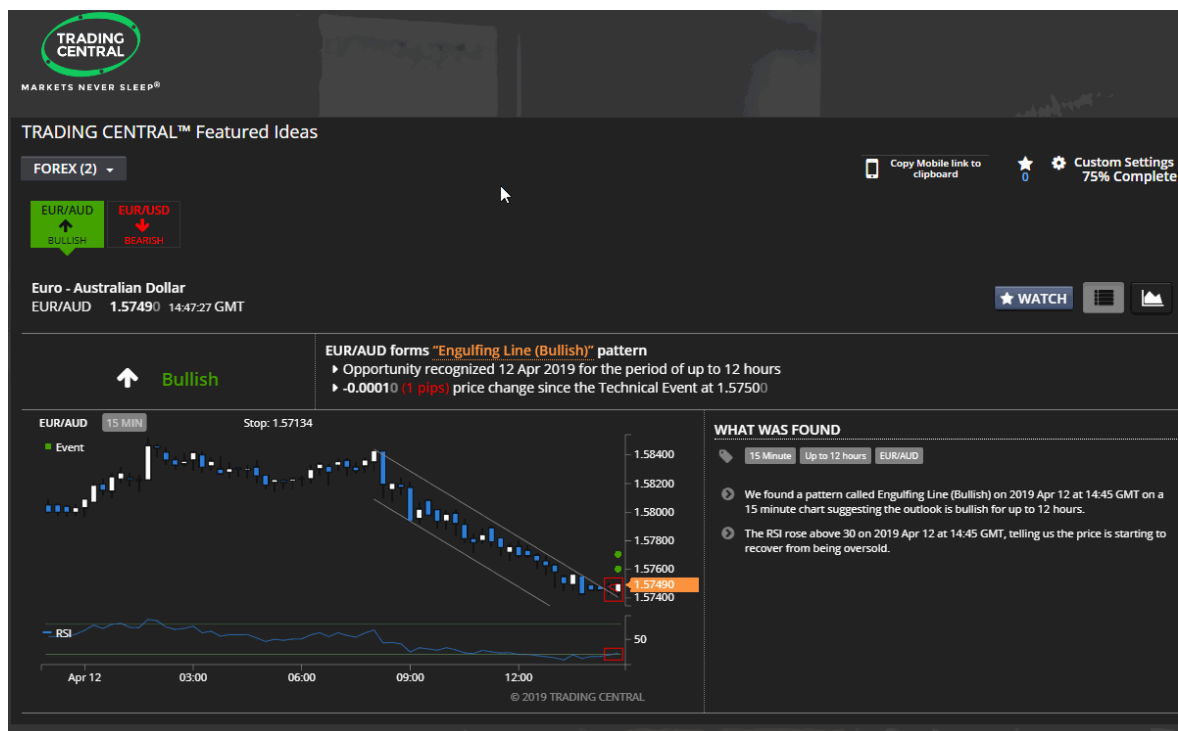 TRADING
CENTRAL
MARKETS NEVER SLEEP®
TRADING CENTRAL™ Featured Ideas
FOREX (2)
Copy Mobile link to
clipboard
0
Custom Settings
75% Complete
EUR/AUD
BULLISH
EUR/USD
BEARISH
Euro - Australian Dollar
EUR/AUD 1.57490 14:47:27 GMT
WATCH
Bullish
EUR/AUD forms "Engulfing Line (Bullish)" pattern
Opportunity recognized 12 Apr 2019 for the period of up to 12 hours
-0.00010 (1 pips) price change since the Technical Event at 1.57500
EUR/AUD 15 MIN Stop: 1.57134
Event
1.58400
1.58200
1.58000
1.57800
1.57600
1.57490
1.57400
RSI
50
Apr 12 03:00 06:00 09:00 12:00
© 2019 TRADING CENTRAL
WHAT WAS FOUND
15 Minute Up to 12 hours EUR/AUD
We found a pattern called Engulfing Line (Bullish) on 2019 Apr 12 at 14:45 GMT on a
15 minute chart suggesting the outlook is bullish for up to 12 hours.
The RSI rose above 30 on 2019 Apr 12 at 14:45 GMT, telling us the price is starting to
recover from being oversold.